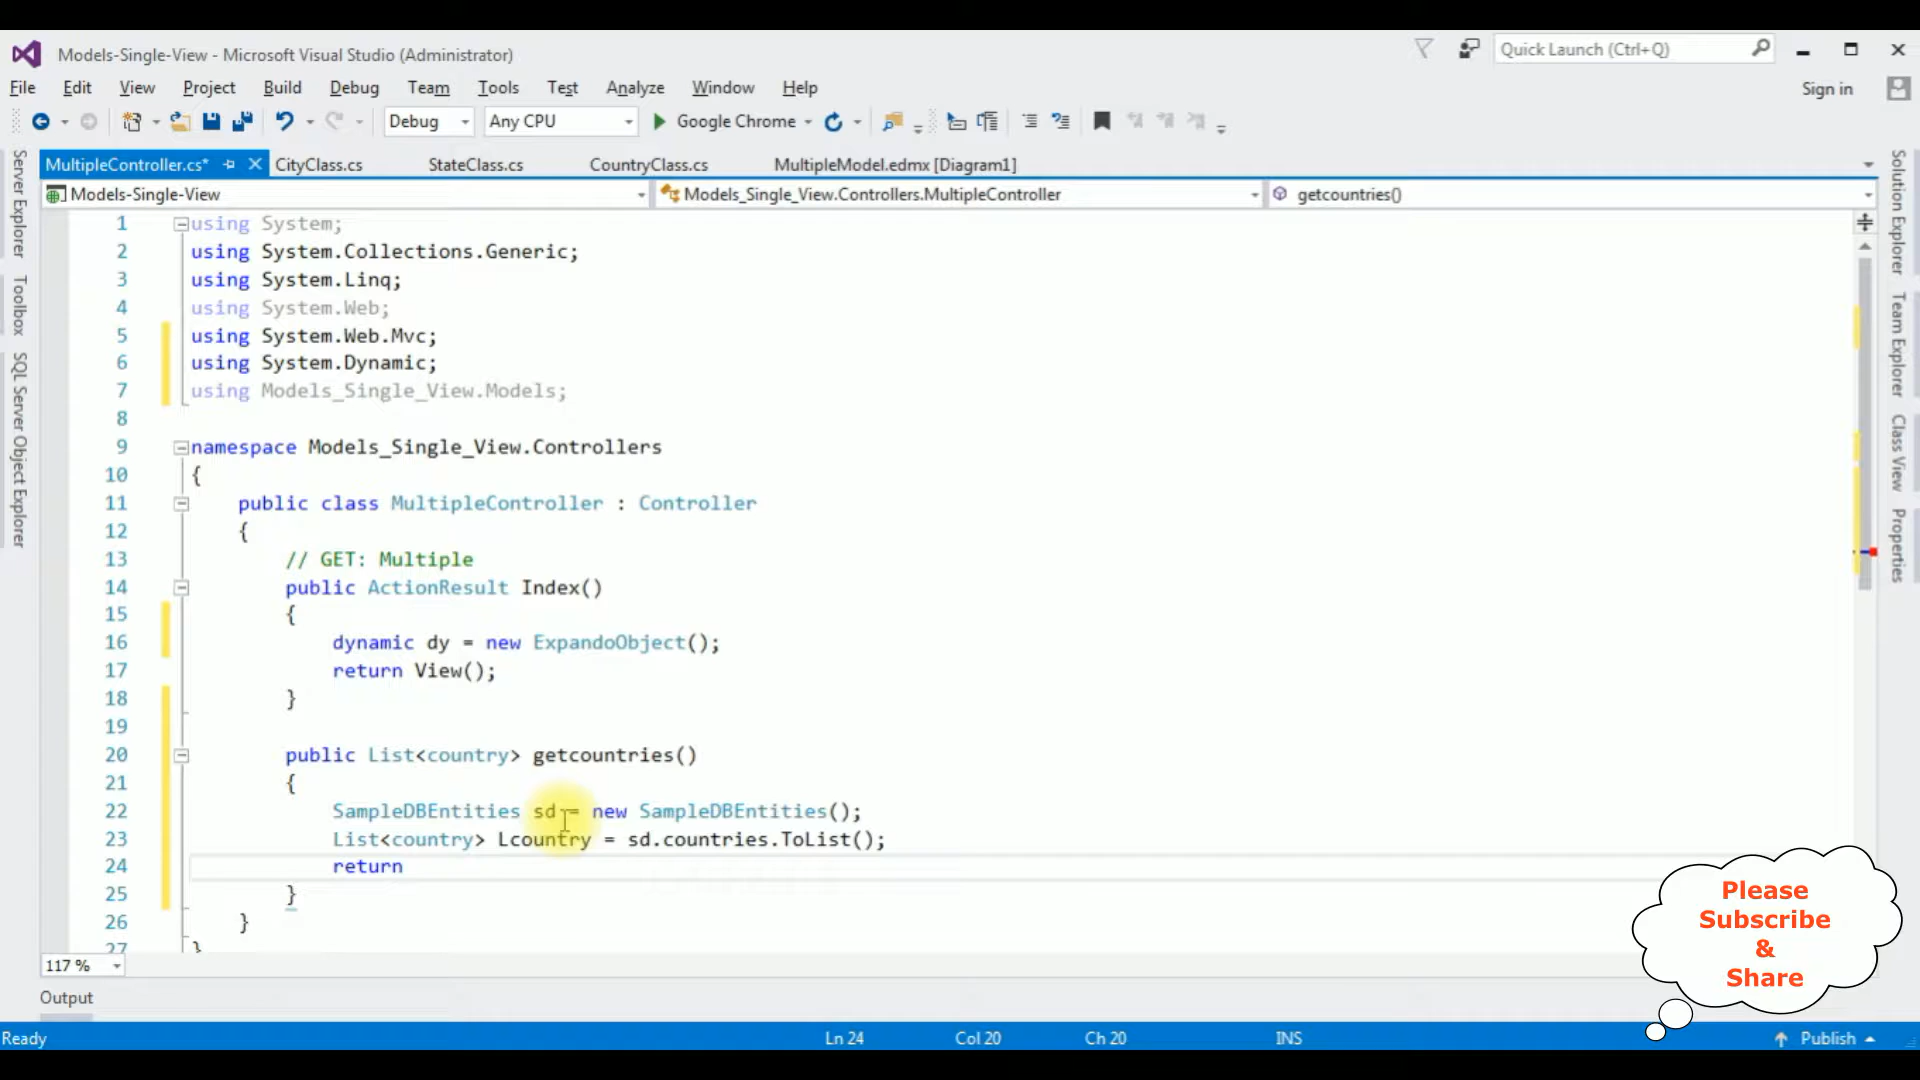 Models-Single-View - Microsoft Visual Studio (Administrator)
Quick Launch (Ctrl+Q)
File Edit View Project Build Debug Team Tools Test Analyze Window Help
Sign in
Debug Any CPU Google Chrome
MultipleController.cs* CityClass.cs StateClass.cs CountryClass.cs MultipleModel.edmx [Diagram1]
Models-Single-View Models_Single_View.Controllers.MultipleController getcountries()
Server Explorer
Toolbox
SQL Server Object Explorer
Solution Explorer
Team Explorer
Class View
Properties
1 using System;
2 using System.Collections.Generic;
3 using System.Linq;
4 using System.Web;
5 using System.Web.Mvc;
6 using System.Dynamic;
7 using Models_Single_View.Models;
8
9 namespace Models_Single_View.Controllers
10 {
11 public class MultipleController : Controller
12 {
13 // GET: Multiple
14 public ActionResult Index()
15 {
16 dynamic dy = new ExpandoObject();
17 return View();
18 }
19
20 public List<country> getcountries()
21 {
22 SampleDBEntities sd = new SampleDBEntities();
23 List<country> Lcountry = sd.countries.ToList();
24 return
25 }
26 }
27 }
117 %
Output
Ready Ln 24 Col 20 Ch 20 INS Publish
Please
Subscribe
&
Share